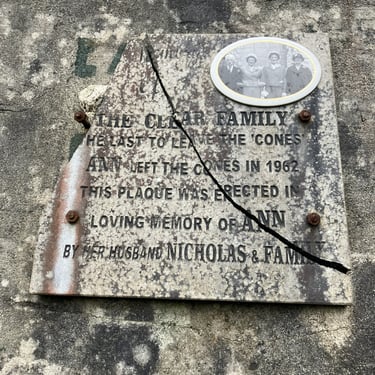 THE CLEAR FAMILY
HE LAST TO LEAVE THE 'CONES'
ANN LEFT THE CONES IN 1962
THIS PLAQUE WAS ERECTED IN
LOVING MEMORY OF ANN
BY HER HUSBAND NICHOLAS & FAMILY